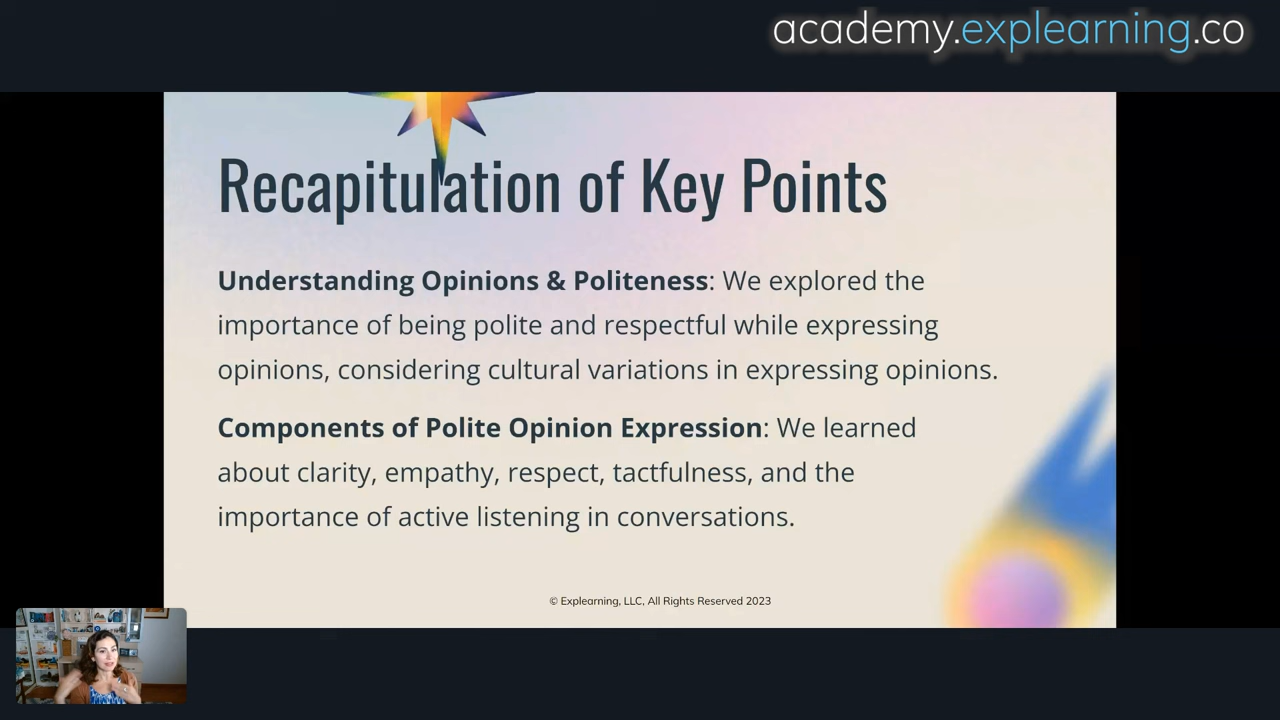 academy.explearning.co
Recapitulation of Key Points
Understanding Opinions & Politeness: We explored the
importance of being polite and respectful while expressing
opinions, considering cultural variations in expressing opinions.
Components of Polite Opinion Expression: We learned
about clarity, empathy, respect, tactfulness, and the
importance of active listening in conversations.
© Explearning, LLC, All Rights Reserved 2023